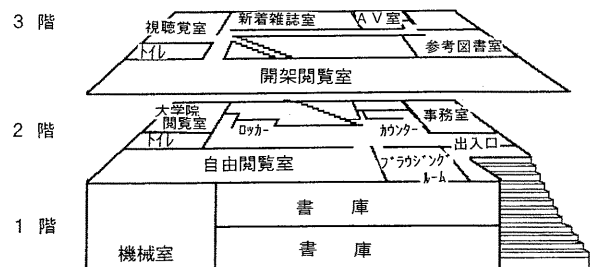 3 階
視聴覚室
新着雑誌室
AV室
トイレ
参考図書室
開架閲覧室
2 階
大学院
閲覧室
ロッカー
カウンター
事務室
トイレ
出入口
自由閲覧室
ブラウジング
ルーム
1 階
機械室
書 庫
書 庫